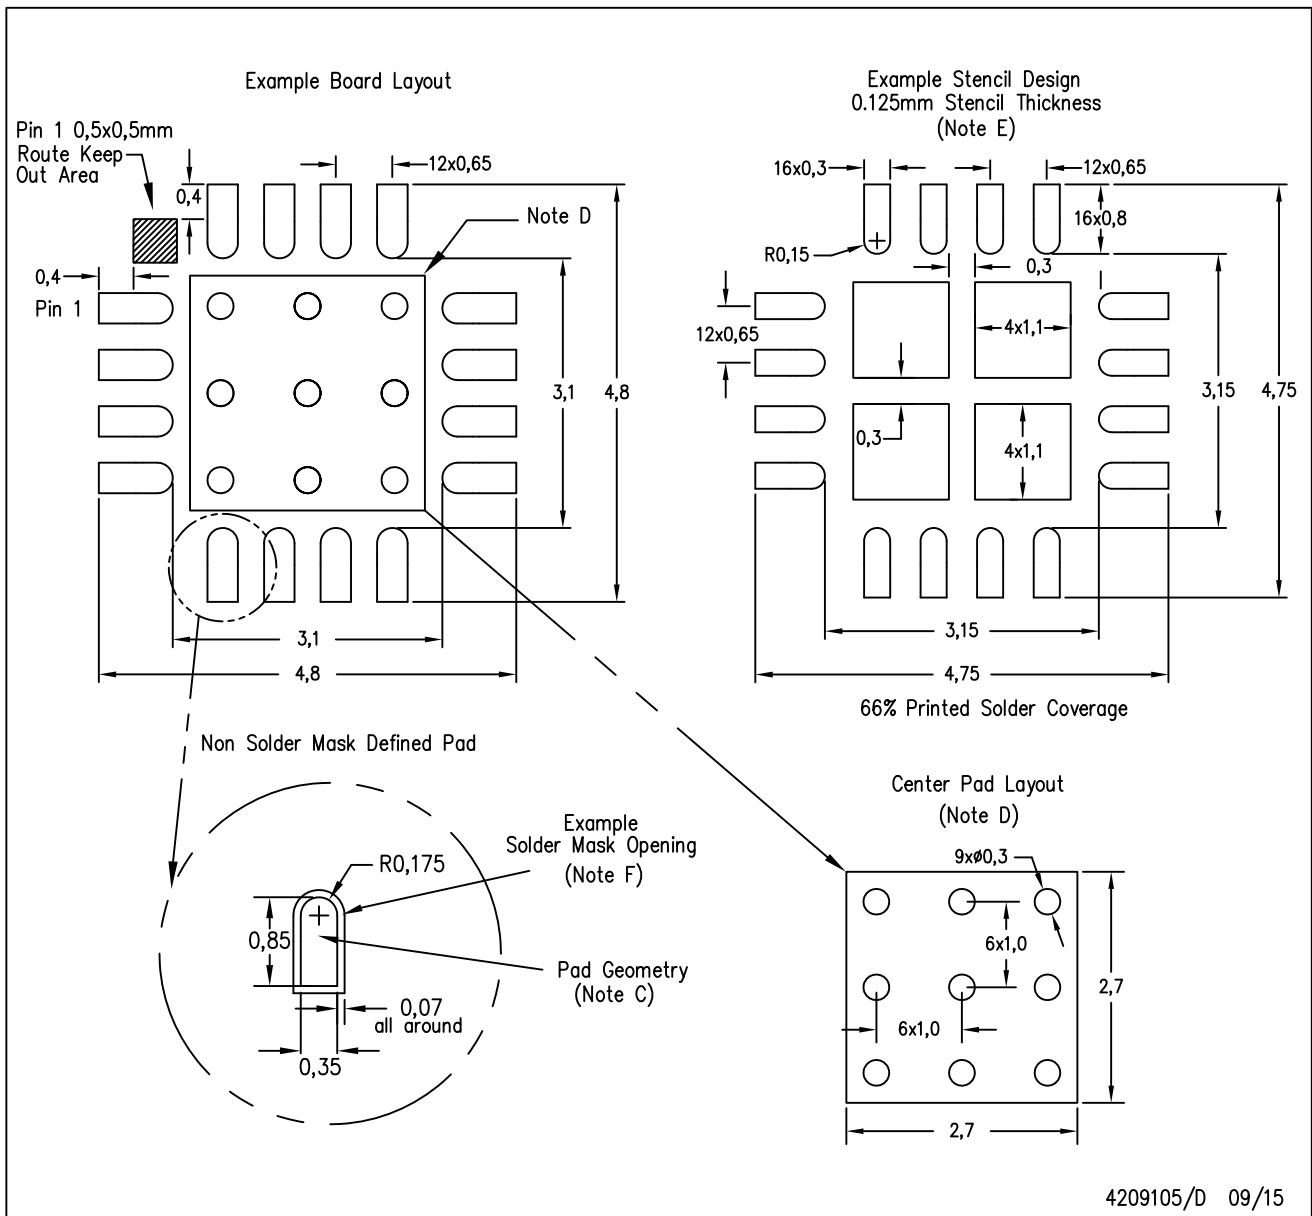 Example Board Layout
Pin 1 0,5x0,5mm
Route Keep
Out Area
12x0,65
0,4
Note D
0,4
Pin 1
3,1
4,8
3,1
4,8
Example Stencil Design
0.125mm Stencil Thickness
(Note E)
16x0,3
12x0,65
16x0,8
R0,15
0,3
12x0,65
4x1,1
3,15
4,75
0,3
4x1,1
3,15
4,75
66% Printed Solder Coverage
Non Solder Mask Defined Pad
Example
Solder Mask Opening
(Note F)
R0,175
0,85
Pad Geometry
(Note C)
0,07
all around
0,35
Center Pad Layout
(Note D)
9xø0,3
6x1,0
2,7
6x1,0
2,7
4209105/D 09/15